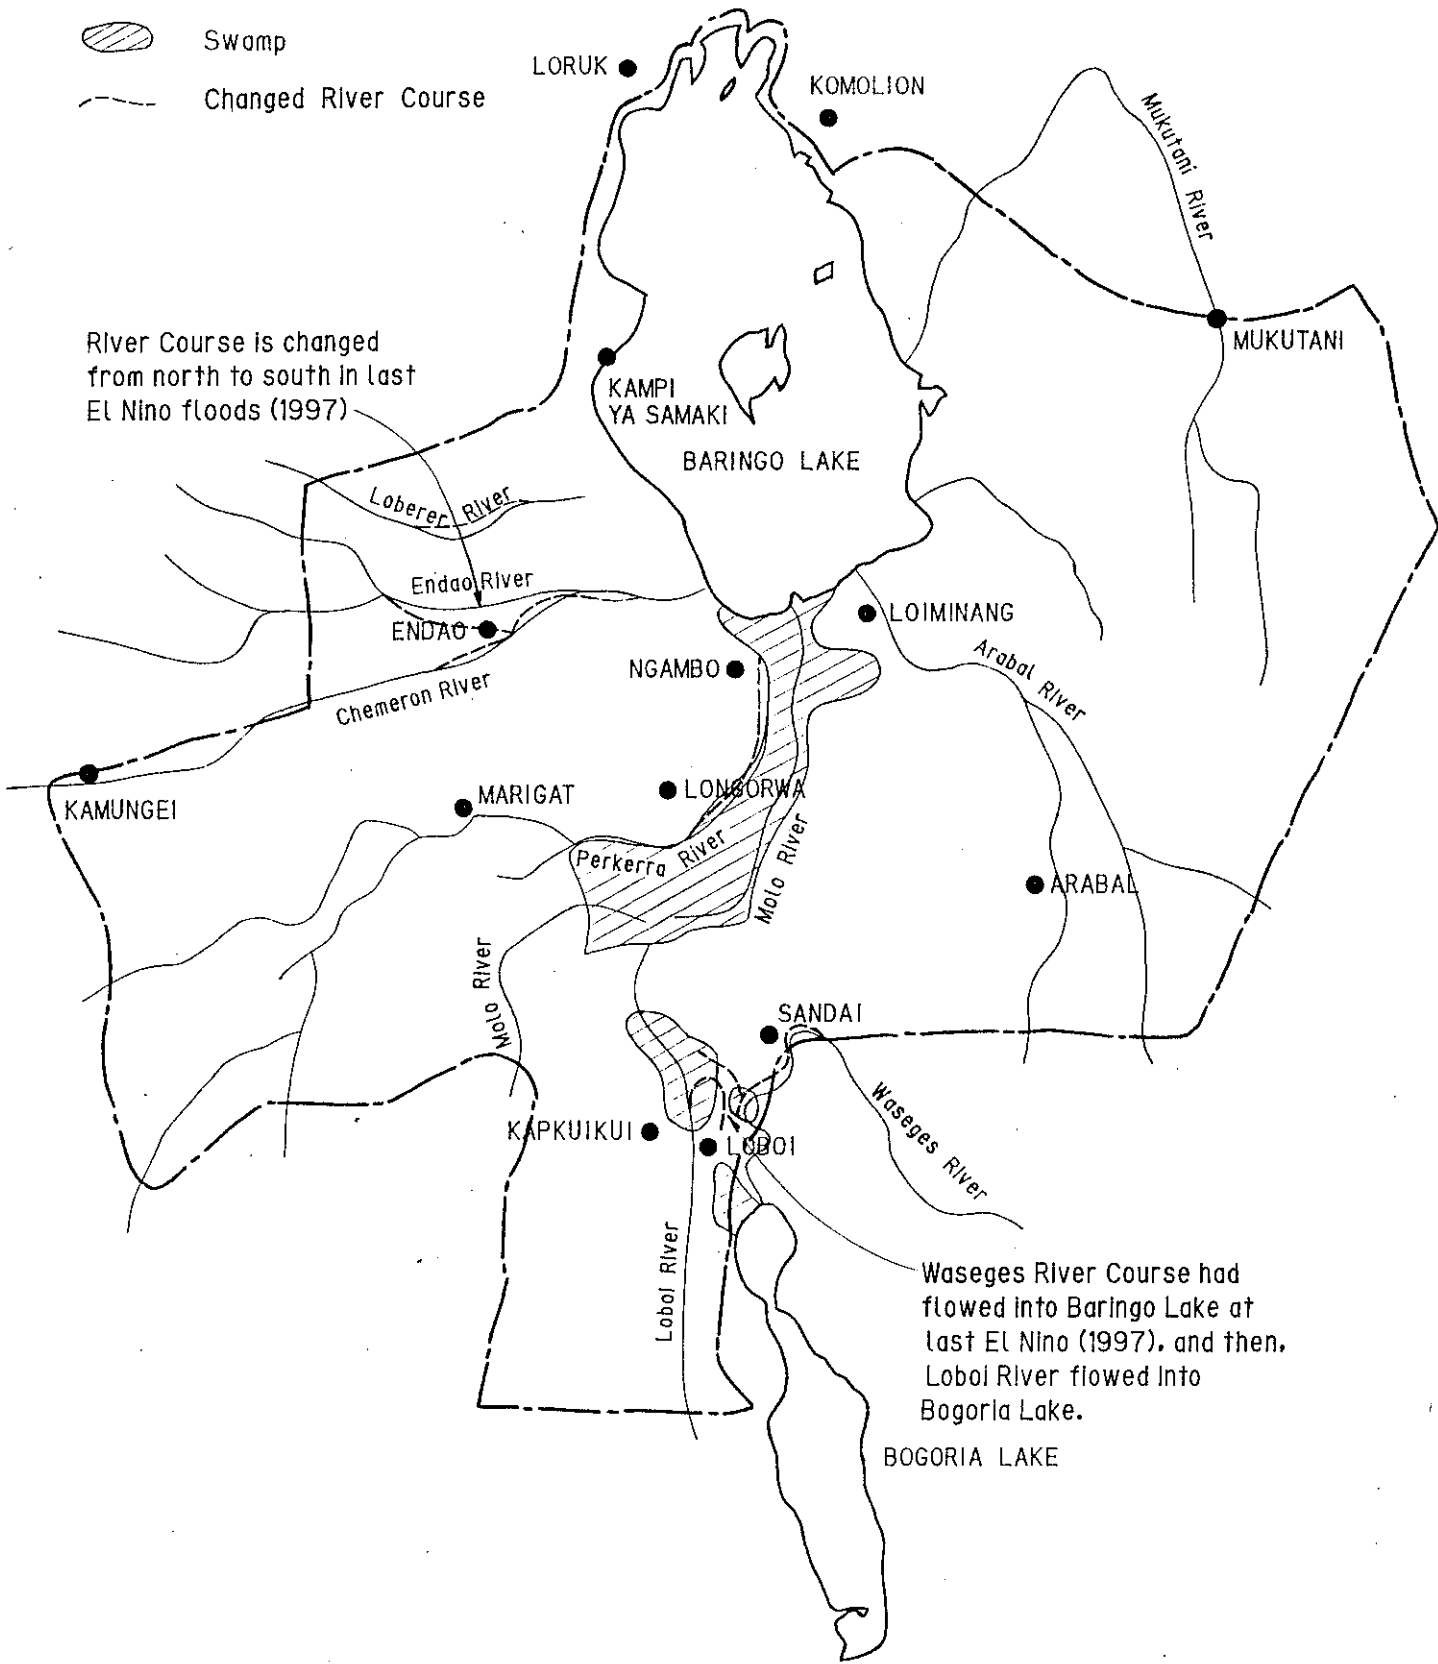 Swamp
Changed River Course
LORUK
KOMOLION
Mukutani River
MUKUTANI
River Course is changed
from north to south in last
El Nino floods (1997)
KAMPI
YA SAMAKI
BARINGO LAKE
Loberer River
Endao River
ENDAO
LOIMINANG
NGAMBO
Arabal River
Chemeron River
KAMUNGEI
MARIGAT
LONGORWA
Perkerra River
Molo River
ARABAL
Molo River
SANDAI
Waseges River
KAPKUIKUI
LOBOI
Loboi River
Waseges River Course had
flowed into Baringo Lake at
last El Nino (1997). and then.
Loboi River flowed into
Bogoria Lake.
BOGORIA LAKE